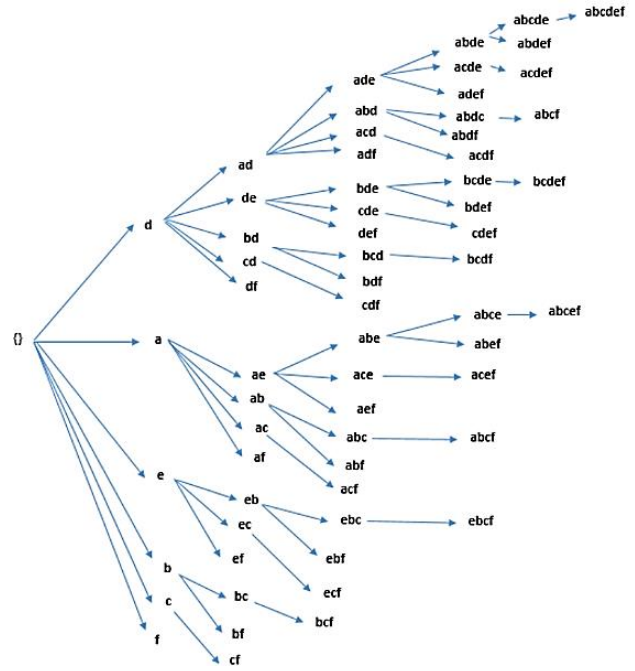 abcdef
abcde
abde
abdef
ade
acde
acdef
adef
abd
abdc
abcf
acd
abdf
adf
acdf
ad
de
bde
bcde
bcdef
cde
bdef
d
def
cdef
bd
bcd
bcdf
cd
bdf
df
cdf
{}
a
abe
abce
abcef
abef
ae
ace
acef
ab
aef
ac
abc
abcf
af
abf
acf
e
eb
ebc
ebcf
ec
ef
ebf
b
bc
ecf
c
bcf
f
bf
cf